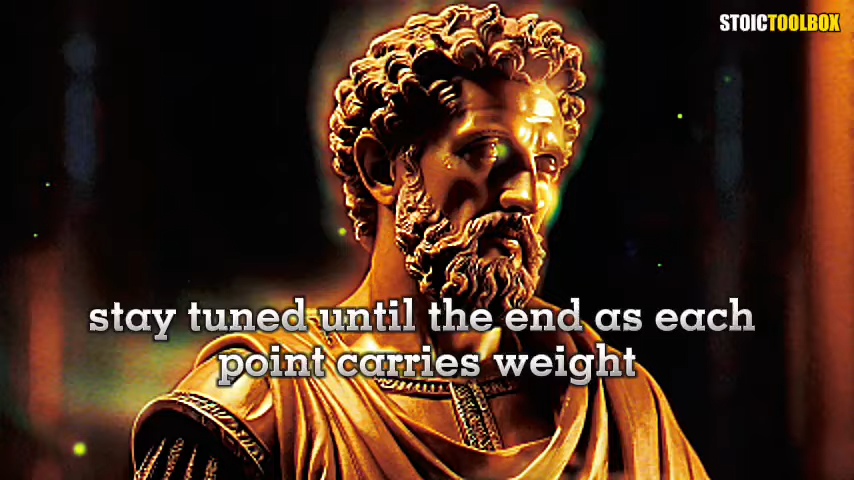 STOICTOOLBOX
stay tuned until the end as each
point carries weight